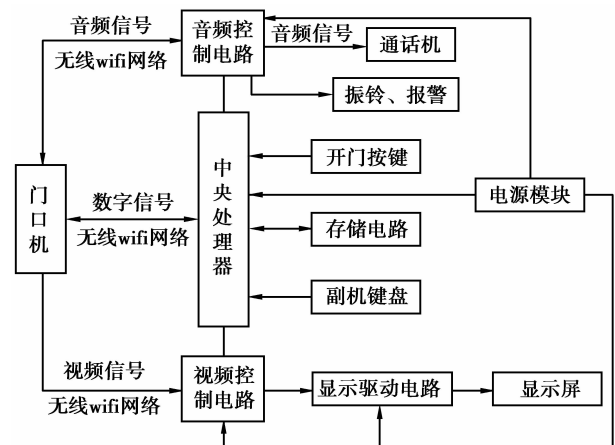 音频信号
无线wifi网络
音频控
制电路
音频信号
通话机
振铃、报警
门
口
机
数字信号
无线wifi网络
中
央
处
理
器
开门按键
电源模块
存储电路
副机键盘
视频信号
无线wifi网络
视频控
制电路
显示驱动电路
显示屏